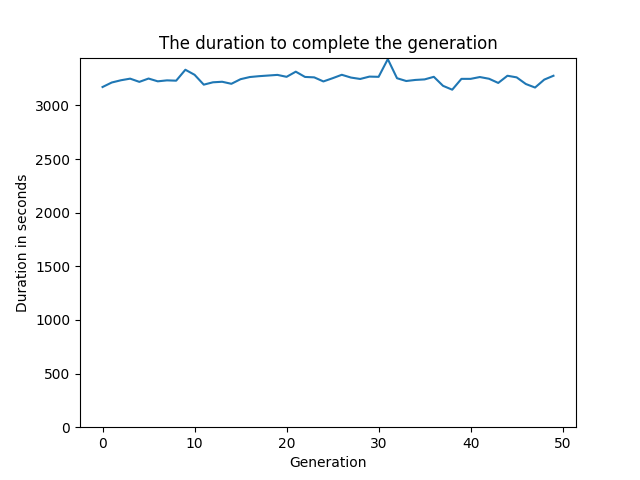 The duration to complete the generation
3000
2500
2000
1500
1000
500
0
Duration in seconds
0 10 20 30 40 50
Generation